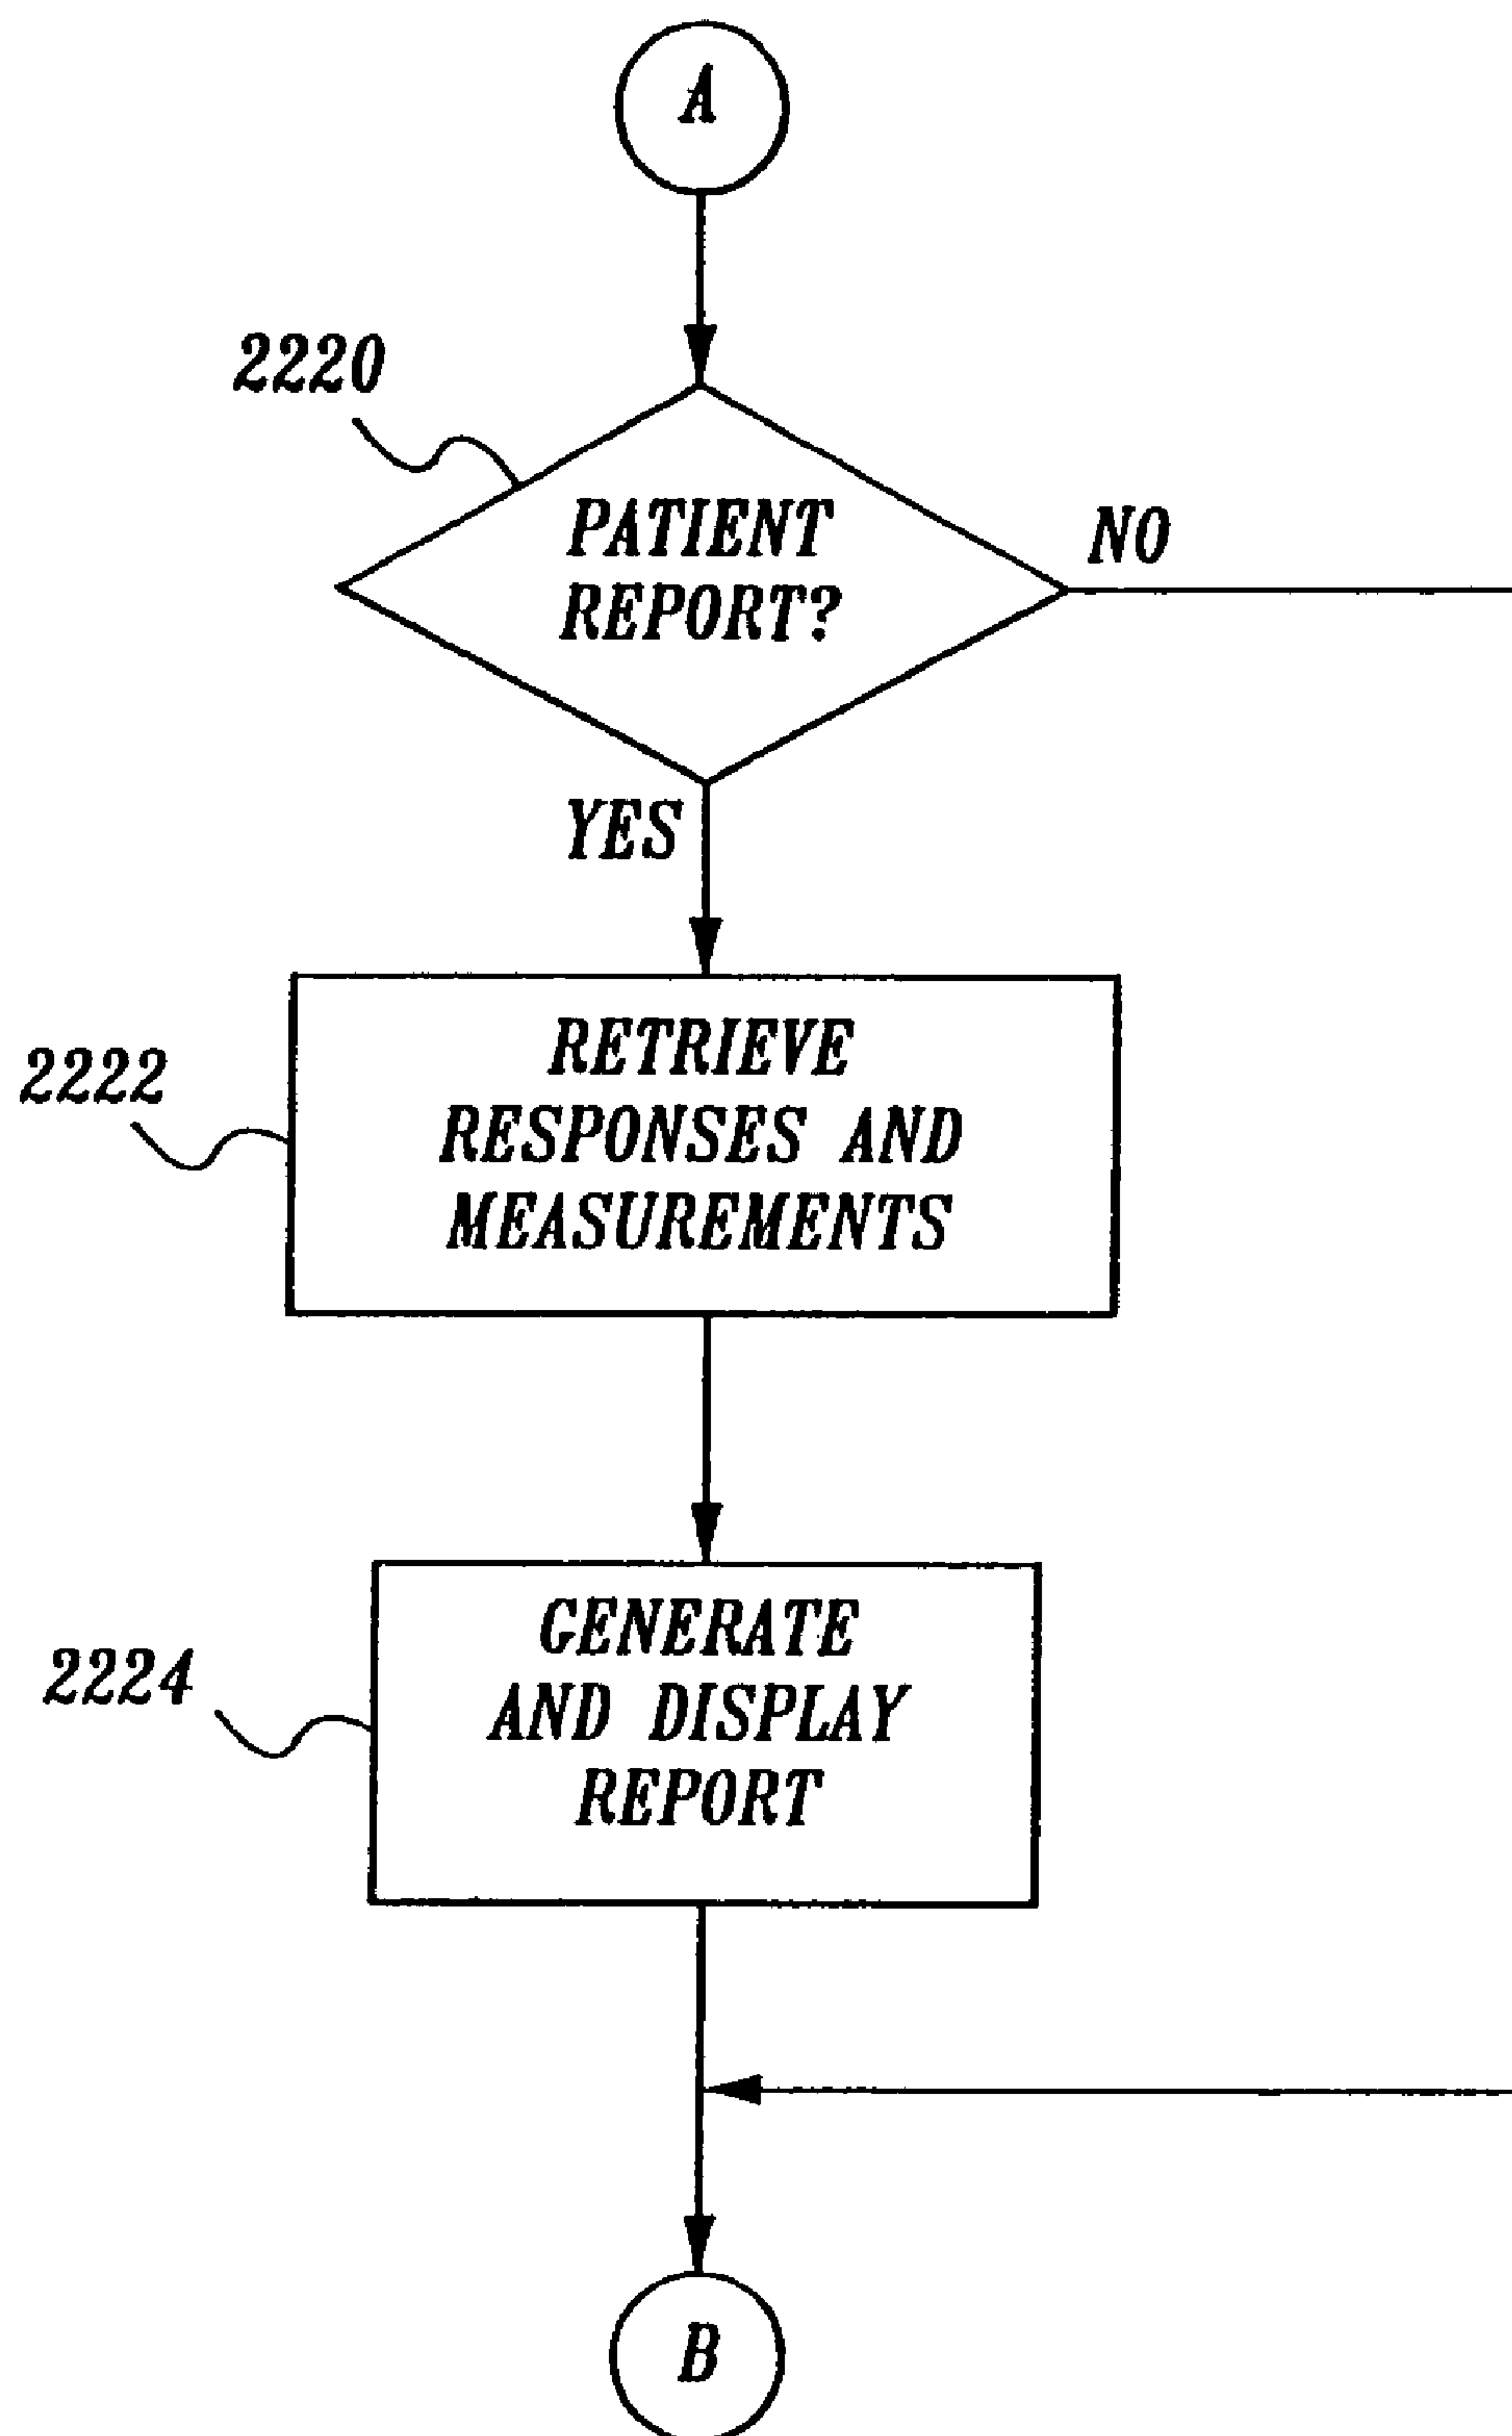 A
2220
PATIENT
REPORT?
NO
YES
RETRIEVE
RESPONSES AND
MEASUREMENTS
2222
GENERATE
AND DISPLAY
REPORT
2224
B